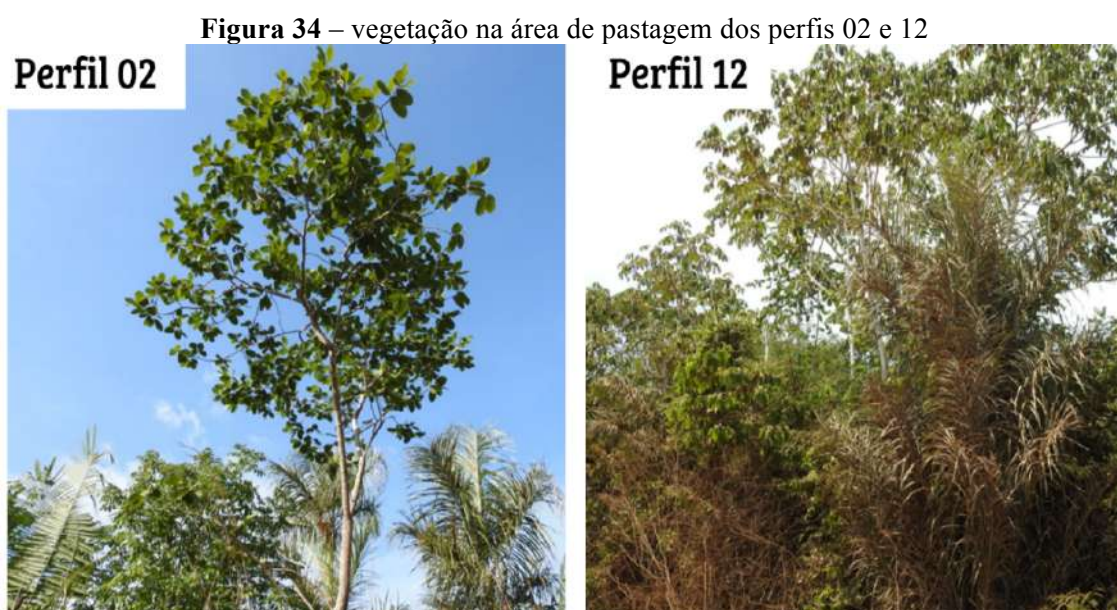 Figura 34 – vegetação na área de pastagem dos perfis 02 e 12
Perfil 02
Perfil 12